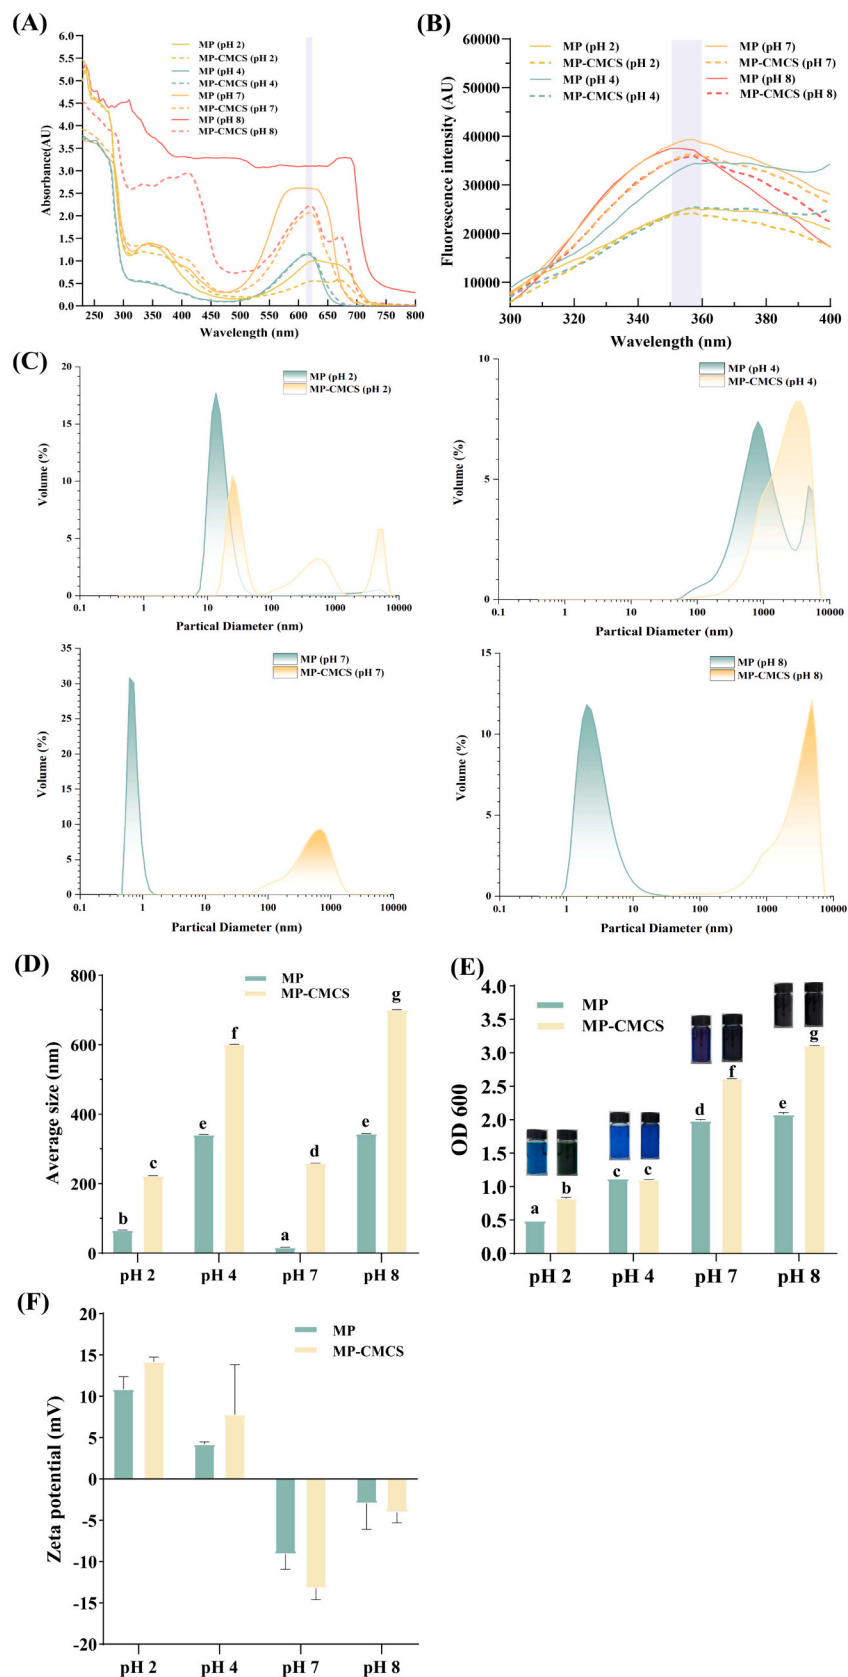 (A)
6.0
5.5
5.0
4.5
4.0
3.5
3.0
2.5
2.0
1.5
1.0
0.5
0.0
Absorbance(AU)
MP (pH 2)
MP-CMCS (pH 2)
MP (pH 4)
MP-CMCS (pH 4)
MP (pH 7)
MP-CMCS (pH 7)
MP (pH 8)
MP-CMCS (pH 8)
250 300 350 400 450 500 550 600 650 700 750 800
Wavelength (nm)
(B)
60000
50000
40000
30000
20000
10000
Fluorescence intensity (AU)
MP (pH 2)
MP-CMCS (pH 2)
MP (pH 4)
MP-CMCS (pH 4)
MP (pH 7)
MP-CMCS (pH 7)
MP (pH 8)
MP-CMCS (pH 8)
300 320 340 360 380 400
Wavelength (nm)
(C)
20
15
10
5
0
Volume (%)
MP (pH 2)
MP-CMCS (pH 2)
0.1 1 10 100 1000 10000
Partical Diameter (nm)
10
5
0
Volume (%)
MP (pH 4)
MP-CMCS (pH 4)
0.1 1 10 100 1000 10000
Partical Diameter (nm)
35
30
25
20
15
10
5
0
Volume (%)
MP (pH 7)
MP-CMCS (pH 7)
0.1 1 10 100 1000 10000
Partical Diameter (nm)
15
10
5
0
Volume (%)
MP (pH 8)
MP-CMCS (pH 8)
0.1 1 10 100 1000 10000
Partical Diameter (nm)
(D)
800
600
400
200
0
Average size (nm)
MP
MP-CMCS
b c e f a d e g
pH 2 pH 4 pH 7 pH 8
(E)
4.0
3.5
3.0
2.5
2.0
1.5
1.0
0.5
0.0
OD 600
MP
MP-CMCS
a b c c d f e g
pH 2 pH 4 pH 7 pH 8
(F)
20
15
10
5
0
-5
-10
-15
-20
Zeta potential (mV)
MP
MP-CMCS
pH 2 pH 4 pH 7 pH 8